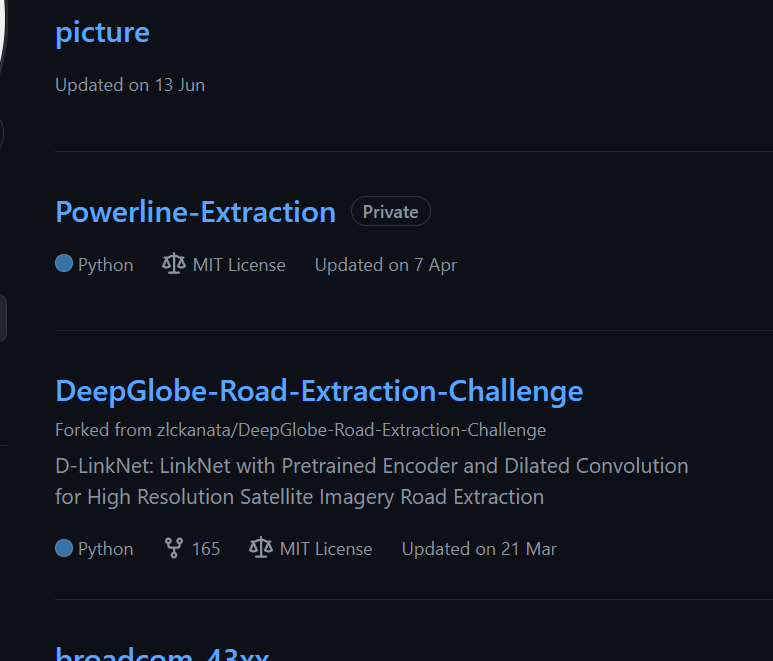 picture
Updated on 13 Jun
Powerline-Extraction Private
Python MIT License Updated on 7 Apr
DeepGlobe-Road-Extraction-Challenge
Forked from zlckanata/DeepGlobe-Road-Extraction-Challenge
D-LinkNet: LinkNet with Pretrained Encoder and Dilated Convolution
for High Resolution Satellite Imagery Road Extraction
Python 165 MIT License Updated on 21 Mar
broadcom_43xx